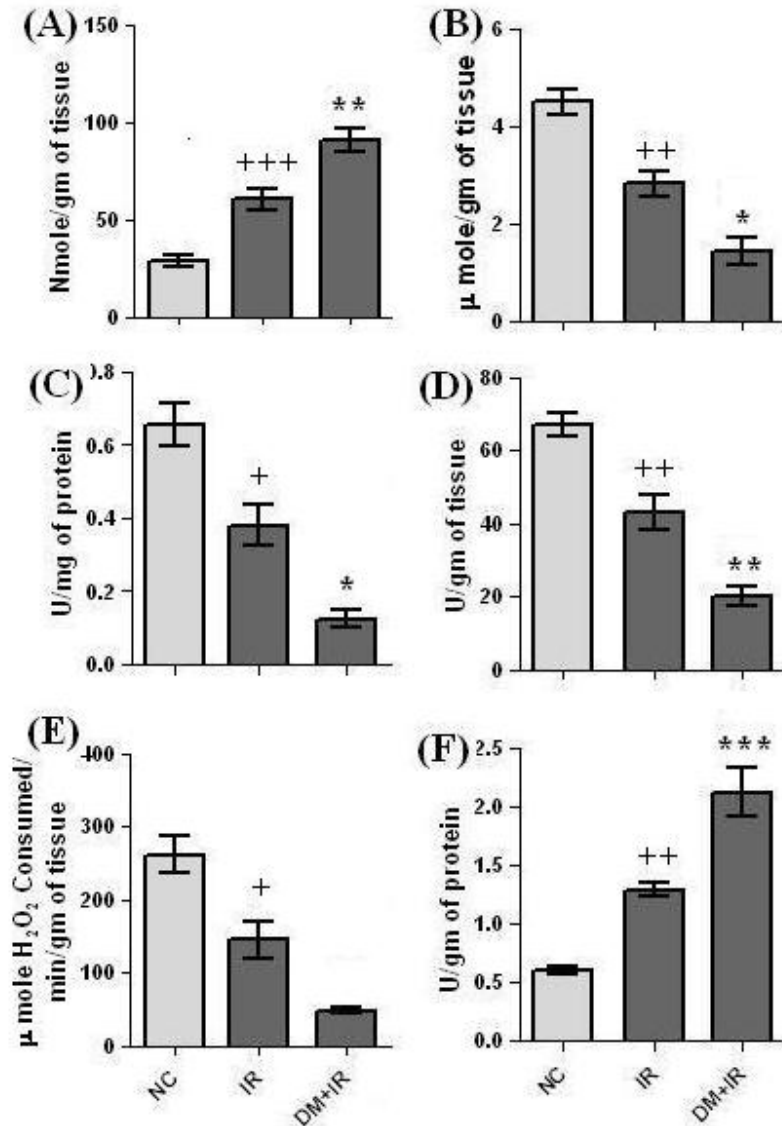 (A)
Nmole/gm of tissue
150
100
50
0
+++
**
(B)
μ mole/gm of tissue
6
4
2
0
++
*
(C)
U/mg of protein
0.8
0.6
0.4
0.2
0.0
+
*
(D)
U/gm of tissue
80
60
40
20
0
++
**
(E)
μ mole H₂O₂ Consumed/
min/gm of tissue
400
300
200
100
0
+
NC
IR
DM+IR
(F)
U/gm of protein
2.5
2.0
1.5
1.0
0.5
0.0
++
***
NC
IR
DM+IR